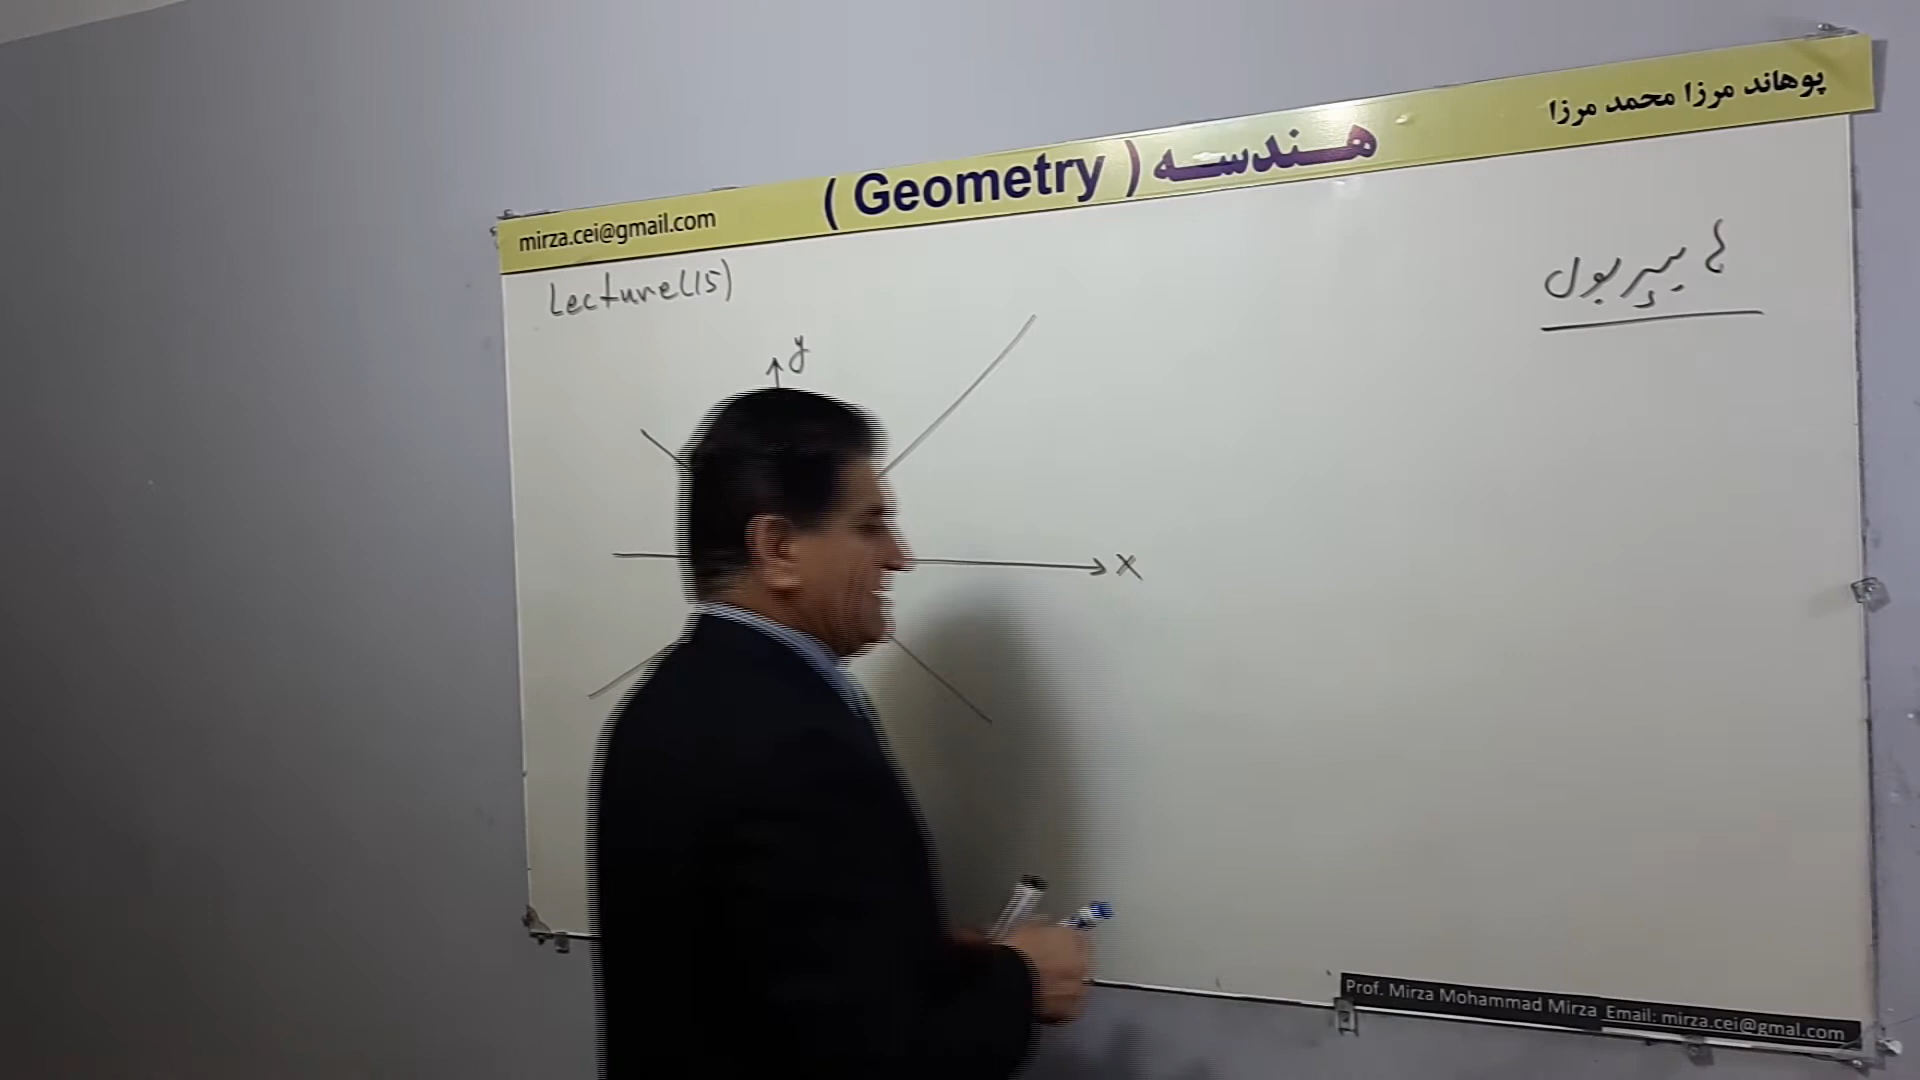 پوهاند مرزا محمد مرزا
هندسه ( Geometry )
mirza.cei@gmail.com
Lecture(15)
هایپربول
y
x
Prof. Mirza Mohammad Mirza Email: mirza.cei@gmal.com